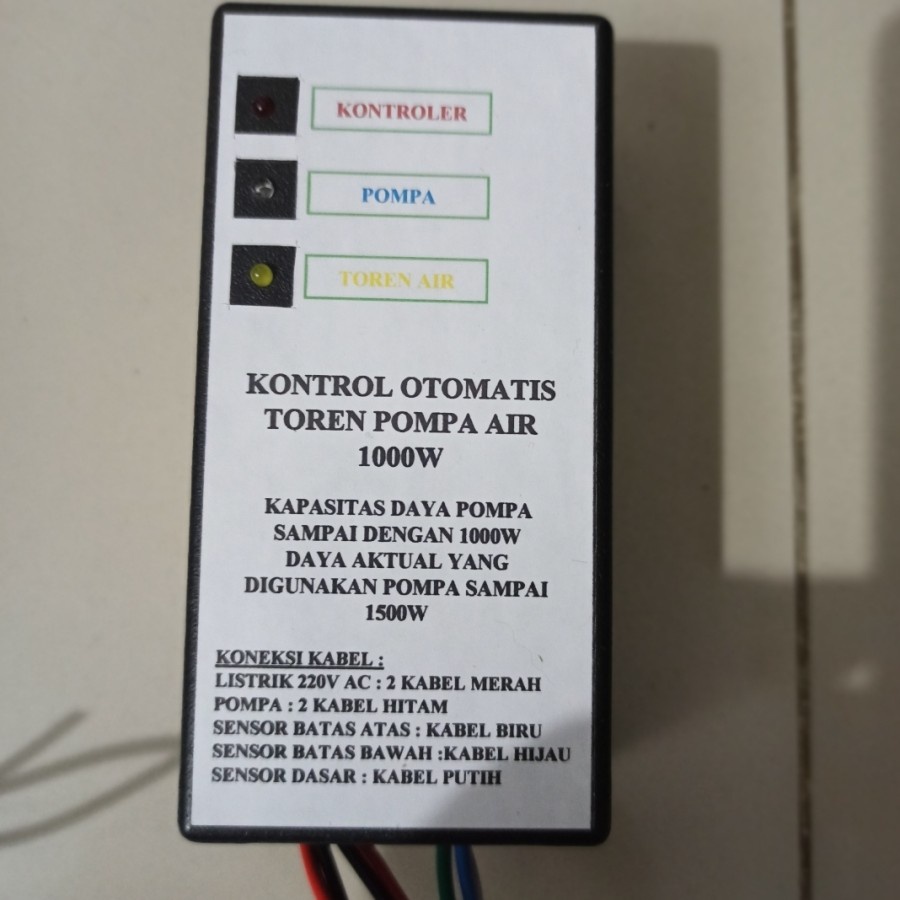 KONTROLER
POMPA
TOREN AIR
KONTROL OTOMATIS
TOREN POMPA AIR
1000W
KAPASITAS DAYA POMPA
SAMPAI DENGAN 1000W
DAYA AKTUAL YANG
DIGUNAKAN POMPA SAMPAI
1500W
KONEKSI KABEL :
LISTRIK 220V AC : 2 KABEL MERAH
POMPA : 2 KABEL HITAM
SENSOR BATAS ATAS : KABEL BIRU
SENSOR BATAS BAWAH :KABEL HIJAU
SENSOR DASAR : KABEL PUTIH